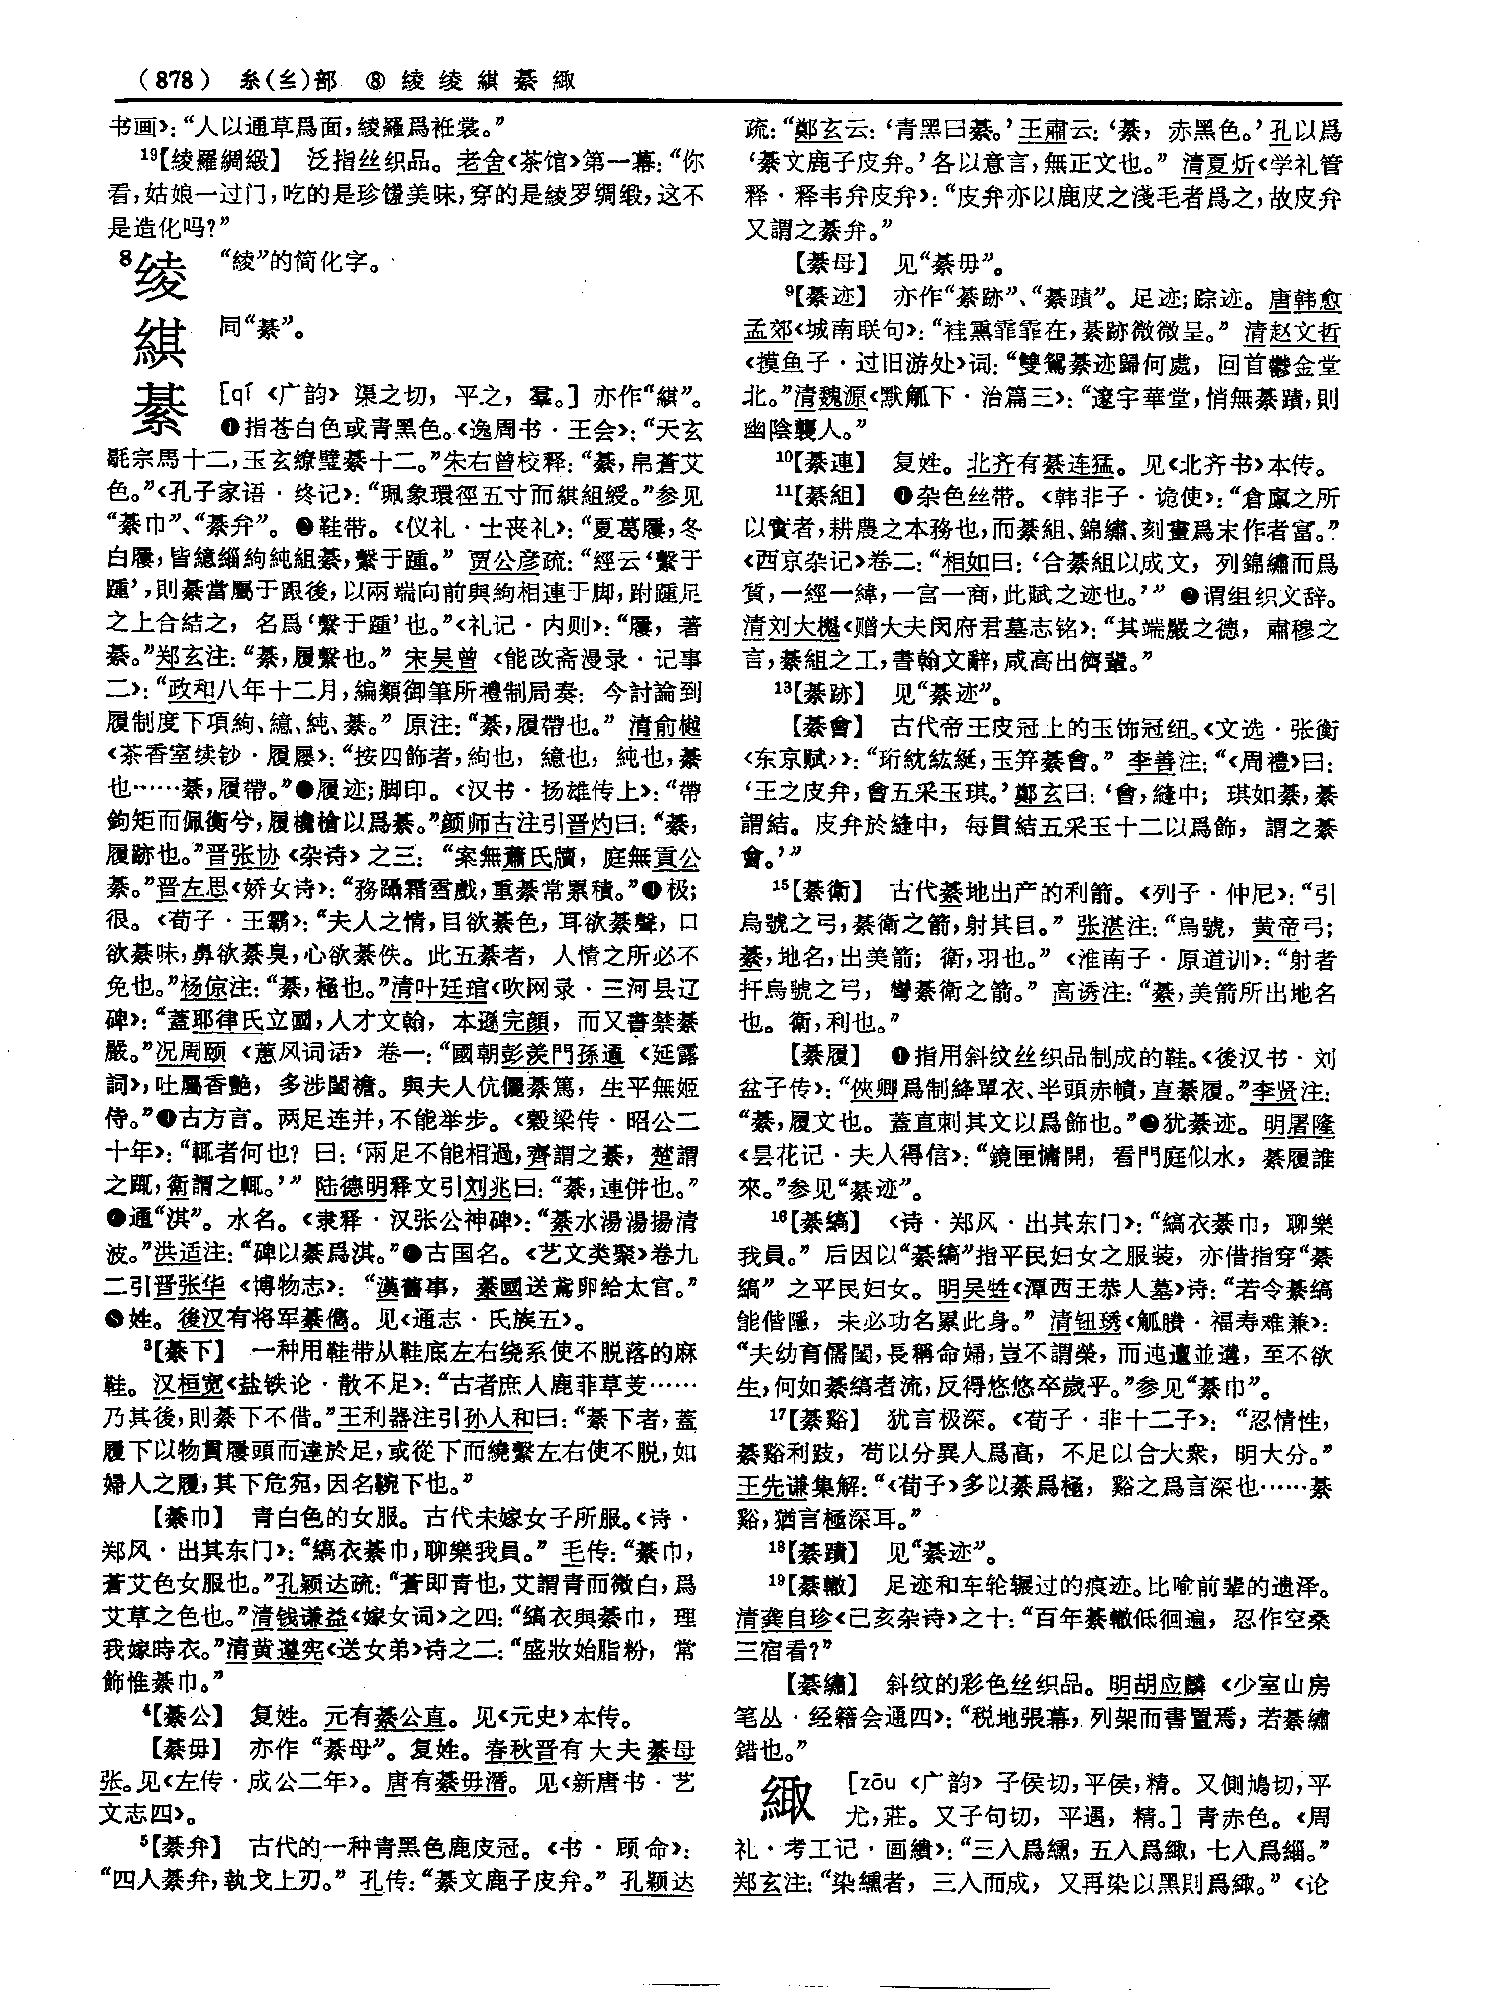 （878） 糸（纟）部 ⑧ 綾 绫 綨 綦 緅
书画》：“人以通草爲面，綾羅爲袵裳。”
¹⁹【绫羅綢緞】 泛指丝织品。老舍《茶馆》第一幕：“你
看，姑娘一过门，吃的是珍馐美味，穿的是綾罗绸缎，这不
是造化吗？”
⁸绫 “綾”的简化字。
綨 同“綦”。
綦 ［qí 《广韵》 渠之切，平之，羣。］亦作“綨”。
❶指苍白色或青黑色。《逸周书·王会》：“天玄
毼宗馬十二，玉玄繚璧綦十二。”朱右曾校释：“綦，帛蒼艾
色。”《孔子家语·终记》：“珮象環徑五寸而綨組綬。”参见
“綦巾”、“綦弁”。❷鞋带。《仪礼·士丧礼》：“夏葛屨，冬
白屨，皆繶緇絇純組綦，繫于踵。” 贾公彦疏：“經云‘繫于
踵’，則綦當屬于跟後，以兩端向前與絇相連于脚，跗踵足
之上合結之，名爲‘繫于踵’也。”《礼记·内则》：“屨，著
綦。”郑玄注：“綦，履繫也。” 宋吴曾《能改斋漫录·记事
二》：“政和八年十二月，編類御筆所禮制局奏：今討論到
履制度下項絇、繶、純、綦。” 原注：“綦，履帶也。” 清俞樾
《茶香室续钞·履屦》：“按四飾者，絇也，繶也，純也，綦
也……綦，履帶。”❸履迹；脚印。《汉书·扬雄传上》：“帶
鉤矩而佩衡兮，履欃槍以爲綦。”颜师古注引晋灼曰：“綦，
履跡也。”晋张协《杂诗》之三：“案無蕭氏牘，庭無貢公
綦。”晋左思《娇女诗》：“務躡霜雪戲，重綦常累積。”❹极；
很。《荀子·王霸》：“夫人之情，目欲綦色，耳欲綦聲，口
欲綦味，鼻欲綦臭，心欲綦佚。此五綦者，人情之所必不
免也。”杨倞注：“綦，極也。”清叶廷琯《吹网录·三河县辽
碑》：“蓋耶律氏立國，人才文翰，本遜完顏，而又書禁綦
嚴。”况周颐《蕙风词话》卷一：“國朝彭羡門孫遹《延露
詞》，吐屬香艷，多涉閨襜。與夫人伉儷綦篤，生平無姬
侍。”❺古方言。两足连并，不能举步。《穀梁传·昭公二
十年》：“輒者何也？曰：‘兩足不能相過，齊謂之綦，楚謂
之踂，衛謂之輒。’” 陆德明释文引刘兆曰：“綦，連併也。”
❻通“淇”。水名。《隶释·汉张公神碑》：“綦水湯湯揚清
波。”洪适注：“碑以綦爲淇。”❼古国名。《艺文类聚》卷九
二引晋张华《博物志》：“漢舊事，綦國送鳶卵給太官。”
❽姓。後汉有将军綦儁。见《通志·氏族五》。
³【綦下】 一种用鞋带从鞋底左右绕系使不脱落的麻
鞋。汉桓宽《盐铁论·散不足》：“古者庶人鹿菲草芰……
乃其後，則綦下不借。”王利器注引孙人和曰：“綦下者，蓋
履下以物貫屨頭而達於足，或從下而繞繫左右使不脱，如
婦人之履，其下危宛，因名鞔下也。”
【綦巾】 青白色的女服。古代未嫁女子所服。《诗·
郑风·出其东门》：“縞衣綦巾，聊樂我員。” 毛传：“綦巾，
蒼艾色女服也。”孔颖达疏：“蒼即青也，艾謂青而微白，爲
艾草之色也。”清钱谦益《嫁女词》之四：“縞衣與綦巾，理
我嫁時衣。”清黄遵宪《送女弟》诗之二：“盛妝始脂粉，常
飾惟綦巾。”
⁴【綦公】 复姓。元有綦公直。见《元史》本传。
【綦毋】 亦作“綦母”。复姓。春秋晋有大夫綦母
张。见《左传·成公二年》。唐有綦毋潛。见《新唐书·艺
文志四》。
⁵【綦弁】 古代的一种青黑色鹿皮冠。《书·顾命》：
“四人綦弁，執戈上刃。” 孔传：“綦文鹿子皮弁。” 孔颖达
疏：“鄭玄云：‘青黑曰綦。’王肅云：‘綦，赤黑色。’孔以爲
‘綦文鹿子皮弁。’各以意言，無正文也。” 清夏炘《学礼管
释·释韦弁皮弁》：“皮弁亦以鹿皮之淺毛者爲之，故皮弁
又謂之綦弁。”
【綦母】 见“綦毋”。
⁹【綦迹】 亦作“綦跡”、“綦蹟”。足迹；踪迹。唐韩愈
孟郊《城南联句》：“袿熏霏霏在，綦跡微微呈。” 清赵文哲
《摸鱼子·过旧游处》词：“雙鴛綦迹歸何處，回首鬱金堂
北。”清魏源《默觚下·治篇三》：“邃宇華堂，悄無綦蹟，則
幽陰襲人。”
¹⁰【綦連】 复姓。北齐有綦连猛。见《北齐书》本传。
¹¹【綦組】 ❶杂色丝带。《韩非子·诡使》：“倉廩之所
以實者，耕農之本務也，而綦組、錦繡、刻畫爲末作者富。”
《西京杂记》卷二：“相如曰：‘合綦組以成文，列錦繡而爲
質，一經一緯，一宮一商，此賦之迹也。’” ❷谓组织文辞。
清刘大櫆《赠大夫闵府君墓志铭》：“其端嚴之德，肅穆之
言，綦組之工，書翰文辭，咸高出儕輩。”
¹³【綦跡】 见“綦迹”。
【綦會】 古代帝王皮冠上的玉饰冠纽。《文选·张衡
〈东京赋〉》：“珩紞紘綖，玉笄綦會。” 李善注：“《周禮》曰：
‘王之皮弁，會五采玉琪。’鄭玄曰：‘會，縫中；琪如綦，綦
謂結。皮弁於縫中，每貫結五采玉十二以爲飾，謂之綦
會。’”
¹⁵【綦衛】 古代綦地出产的利箭。《列子·仲尼》：“引
烏號之弓，綦衛之箭，射其目。” 张湛注：“烏號，黄帝弓；
綦，地名，出美箭；衛，羽也。” 《淮南子·原道训》：“射者
扜烏號之弓，彎綦衛之箭。” 高诱注：“綦，美箭所出地名
也。衛，利也。”
【綦履】 ❶指用斜纹丝织品制成的鞋。《後汉书·刘
盆子传》：“俠卿爲制絳單衣、半頭赤幘，直綦履。”李贤注：
“綦，履文也。蓋直刺其文以爲飾也。”❷犹綦迹。明屠隆
《昙花记·夫人得信》：“鏡匣慵開，看門庭似水，綦履誰
來。”参见“綦迹”。
¹⁶【綦縞】 《诗·郑风·出其东门》：“縞衣綦巾，聊樂
我員。” 后因以“綦縞”指平民妇女之服装，亦借指穿“綦
縞”之平民妇女。明吴甡《潭西王恭人墓》诗：“若令綦縞
能偕隱，未必功名累此身。” 清钮琇《觚賸·福寿难兼》：
“夫幼育儒閨，長稱命婦，豈不謂榮，而迍邅並遘，至不欲
生，何如綦縞者流，反得悠悠卒歲乎。”参见“綦巾”。
¹⁷【綦谿】 犹言极深。《荀子·非十二子》：“忍情性，
綦谿利跂，苟以分異人爲高，不足以合大衆，明大分。”
王先谦集解：“《荀子》多以綦爲極，谿之爲言深也……綦
谿，猶言極深耳。”
¹⁸【綦蹟】 见“綦迹”。
¹⁹【綦轍】 足迹和车轮辗过的痕迹。比喻前辈的遗泽。
清龚自珍《己亥杂诗》之十：“百年綦轍低徊遍，忍作空桑
三宿看？”
【綦繡】 斜纹的彩色丝织品。明胡应麟《少室山房
笔丛·经籍会通四》：“税地張幕，列架而書置焉，若綦繡
錯也。”
緅 ［zōu 《广韵》 子侯切，平侯，精。又側鳩切，平
尤，莊。又子句切，平遇，精。］青赤色。《周
礼·考工记·画繢》：“三入爲纁，五入爲緅，七入爲緇。”
郑玄注：“染纁者，三入而成，又再染以黑則爲緅。”《论